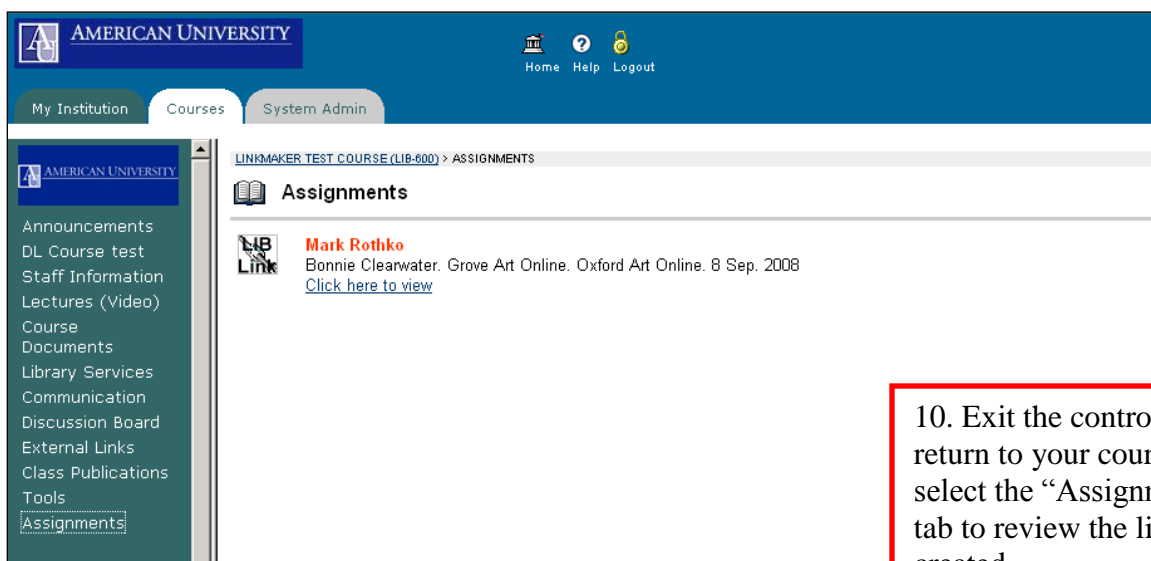 AMERICAN UNIVERSITY
Home Help Logout
My Institution Courses System Admin
AMERICAN UNIVERSITY
Announcements
DL Course test
Staff Information
Lectures (Video)
Course
Documents
Library Services
Communication
Discussion Board
External Links
Class Publications
Tools
Assignments
LINKMAKER TEST COURSE (LIB-600) > ASSIGNMENTS
Assignments
LIB
Link
Mark Rothko
Bonnie Clearwater. Grove Art Online. Oxford Art Online. 8 Sep. 2008
Click here to view
10. Exit the contro
return to your cour
select the “Assignm
tab to review the li
created